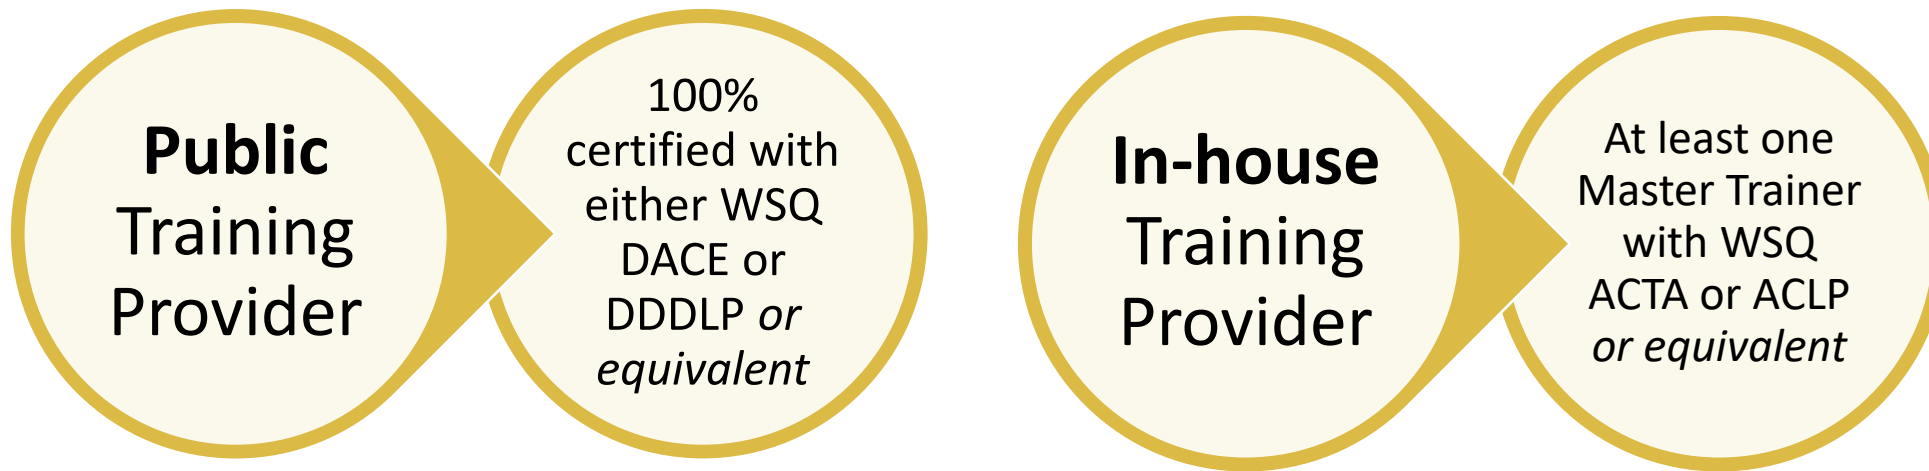 Public
Training
Provider
100%
certified with
either WSQ
DACE or
DDDLP or
equivalent
In-house
Training
Provider
At least one
Master Trainer
with WSQ
ACTA or ACLP
or equivalent